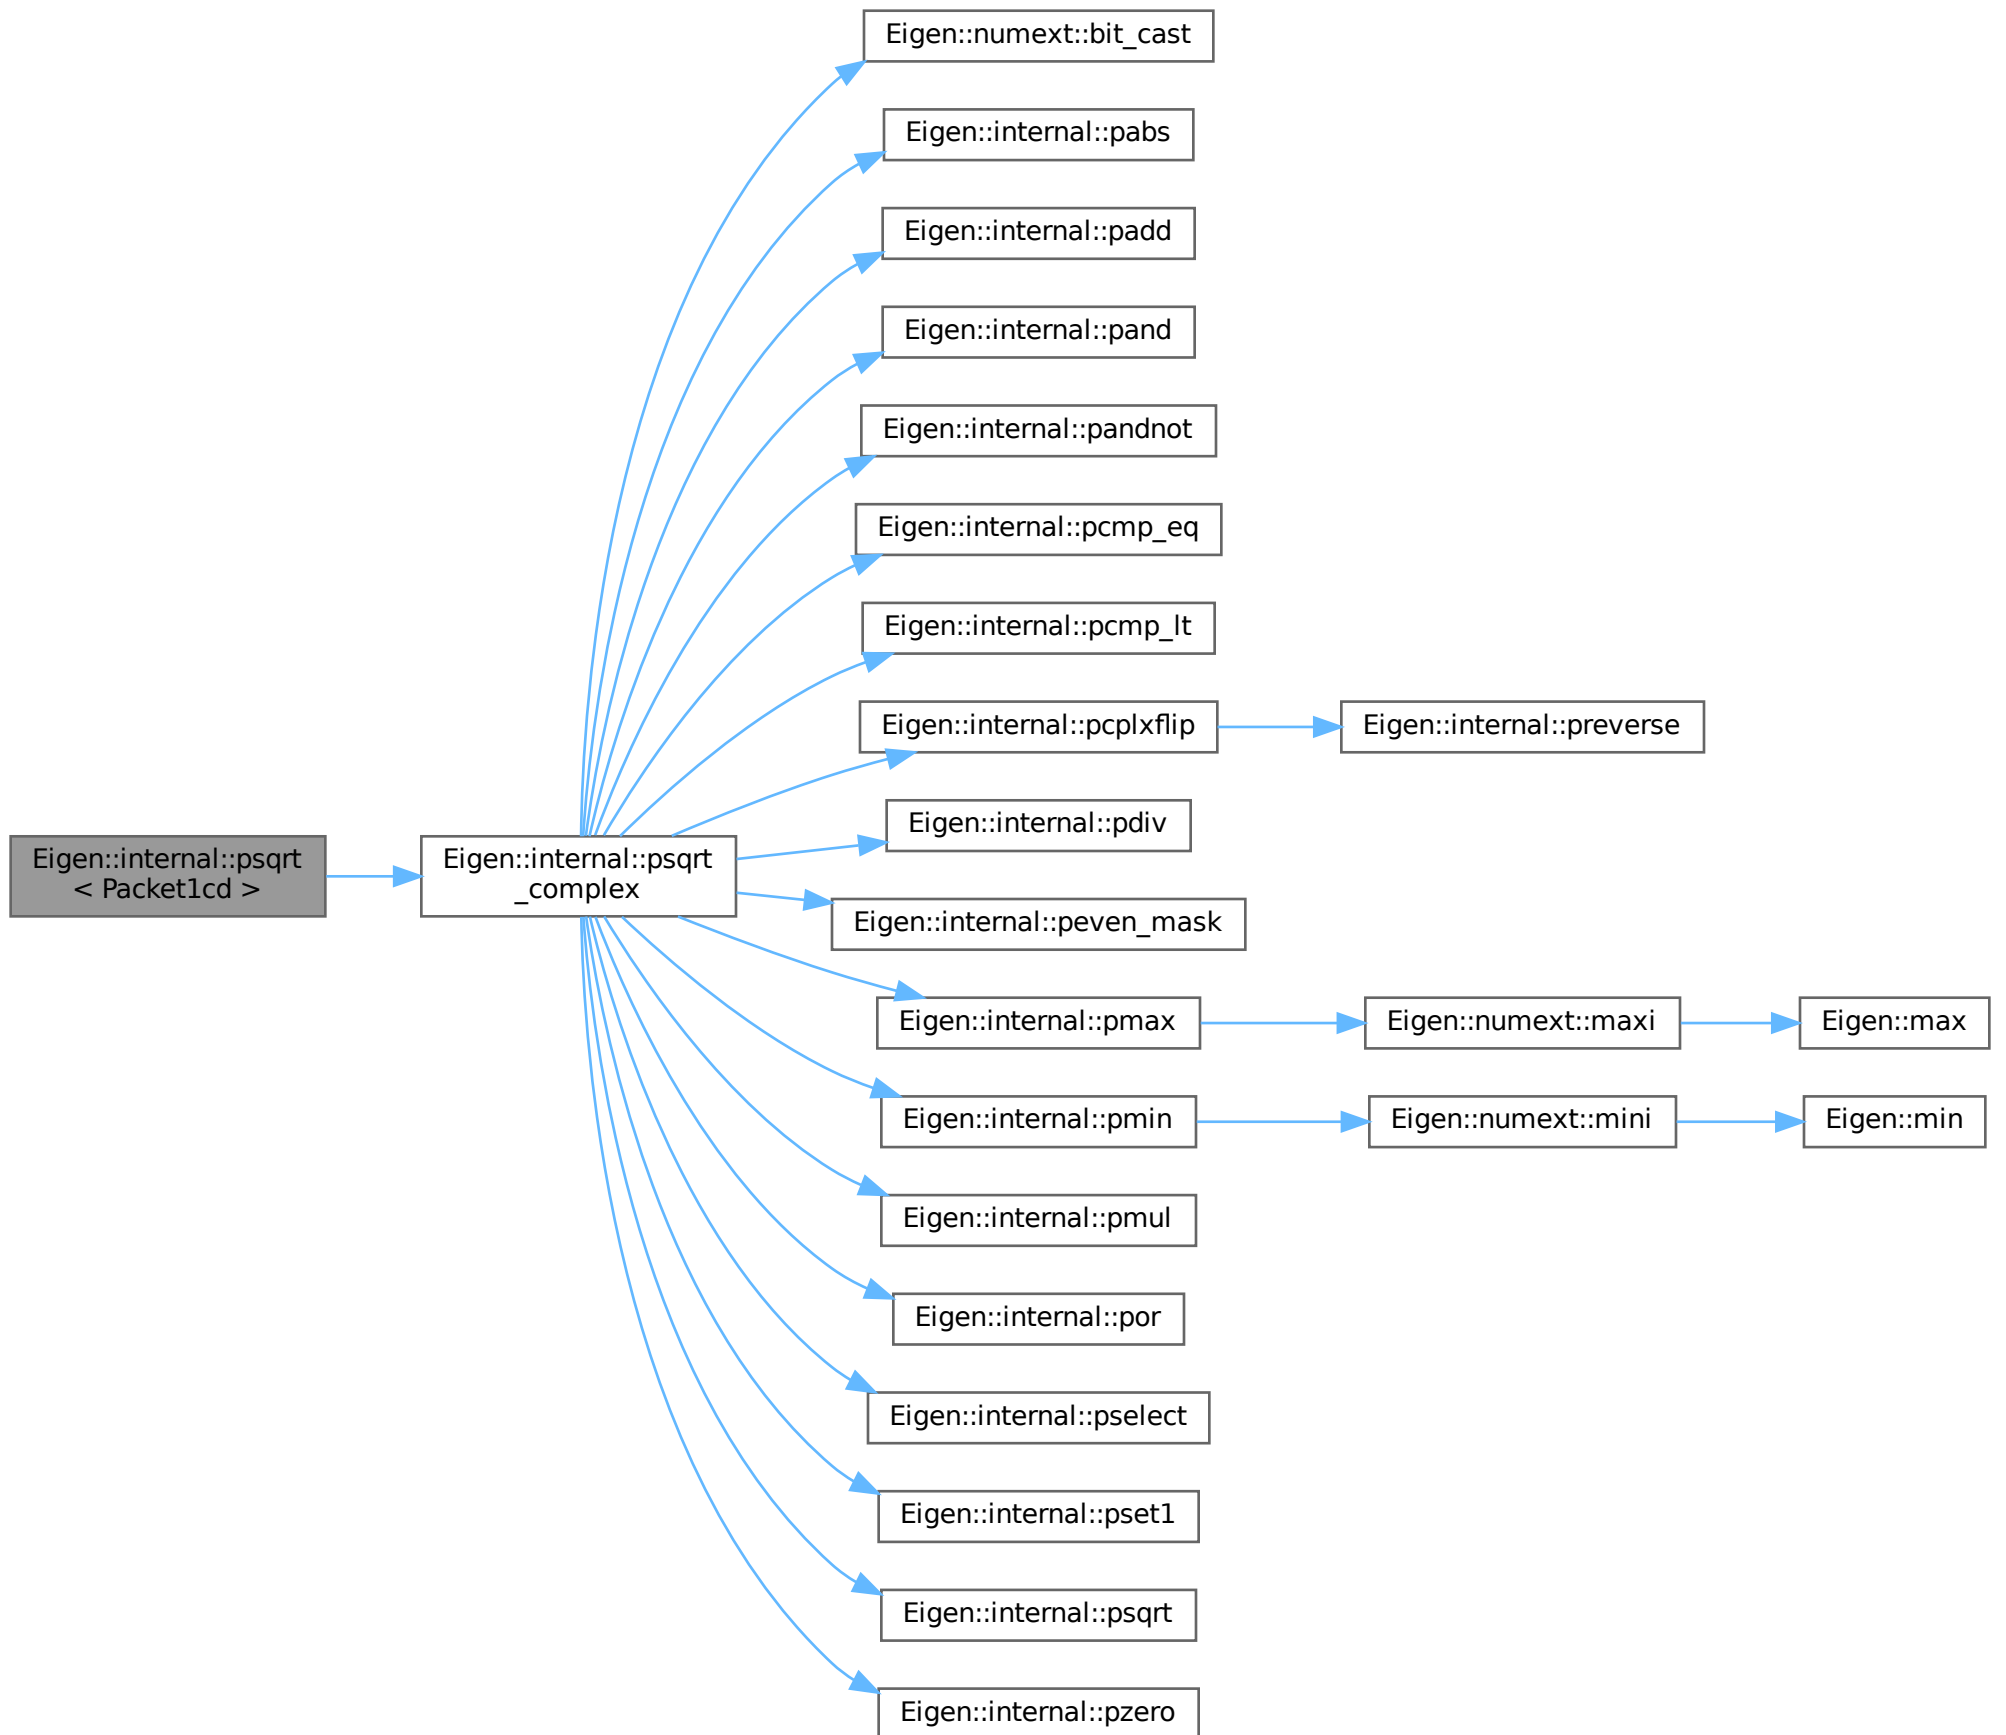 Eigen::numext::bit_cast
Eigen::internal::pabs
Eigen::internal::padd
Eigen::internal::pand
Eigen::internal::pandnot
Eigen::internal::pcmp_eq
Eigen::internal::pcmp_lt
Eigen::internal::pcplxflip
Eigen::internal::preverse
Eigen::internal::pdiv
Eigen::internal::psqrt
< Packet1cd >
Eigen::internal::psqrt
_complex
Eigen::internal::peven_mask
Eigen::internal::pmax
Eigen::numext::maxi
Eigen::max
Eigen::internal::pmin
Eigen::numext::mini
Eigen::min
Eigen::internal::pmul
Eigen::internal::por
Eigen::internal::pselect
Eigen::internal::pset1
Eigen::internal::psqrt
Eigen::internal::pzero